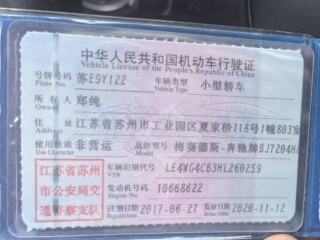 中华人民共和国机动车行驶证
Vehicle License of the People's Republic of China
号牌号码 苏E9Y122 车辆类型 小型轿车
Plate No. Vehicle Type
所有人 郑纯
Owner
住址 江苏省苏州市工业园区夏家桥118号1幢803室
使用性质 非营运 品牌型号 梅赛德斯-奔驰牌BJ7204H
Use Character Model
江苏省苏州市公安局交通警察支队
车辆识别代号 LE4WG4CB3HL260259
VIN
发动机号码 10668622
Engine No.
注册日期 2017-06-27 发证日期 2020-11-12
Register Date Issue Date